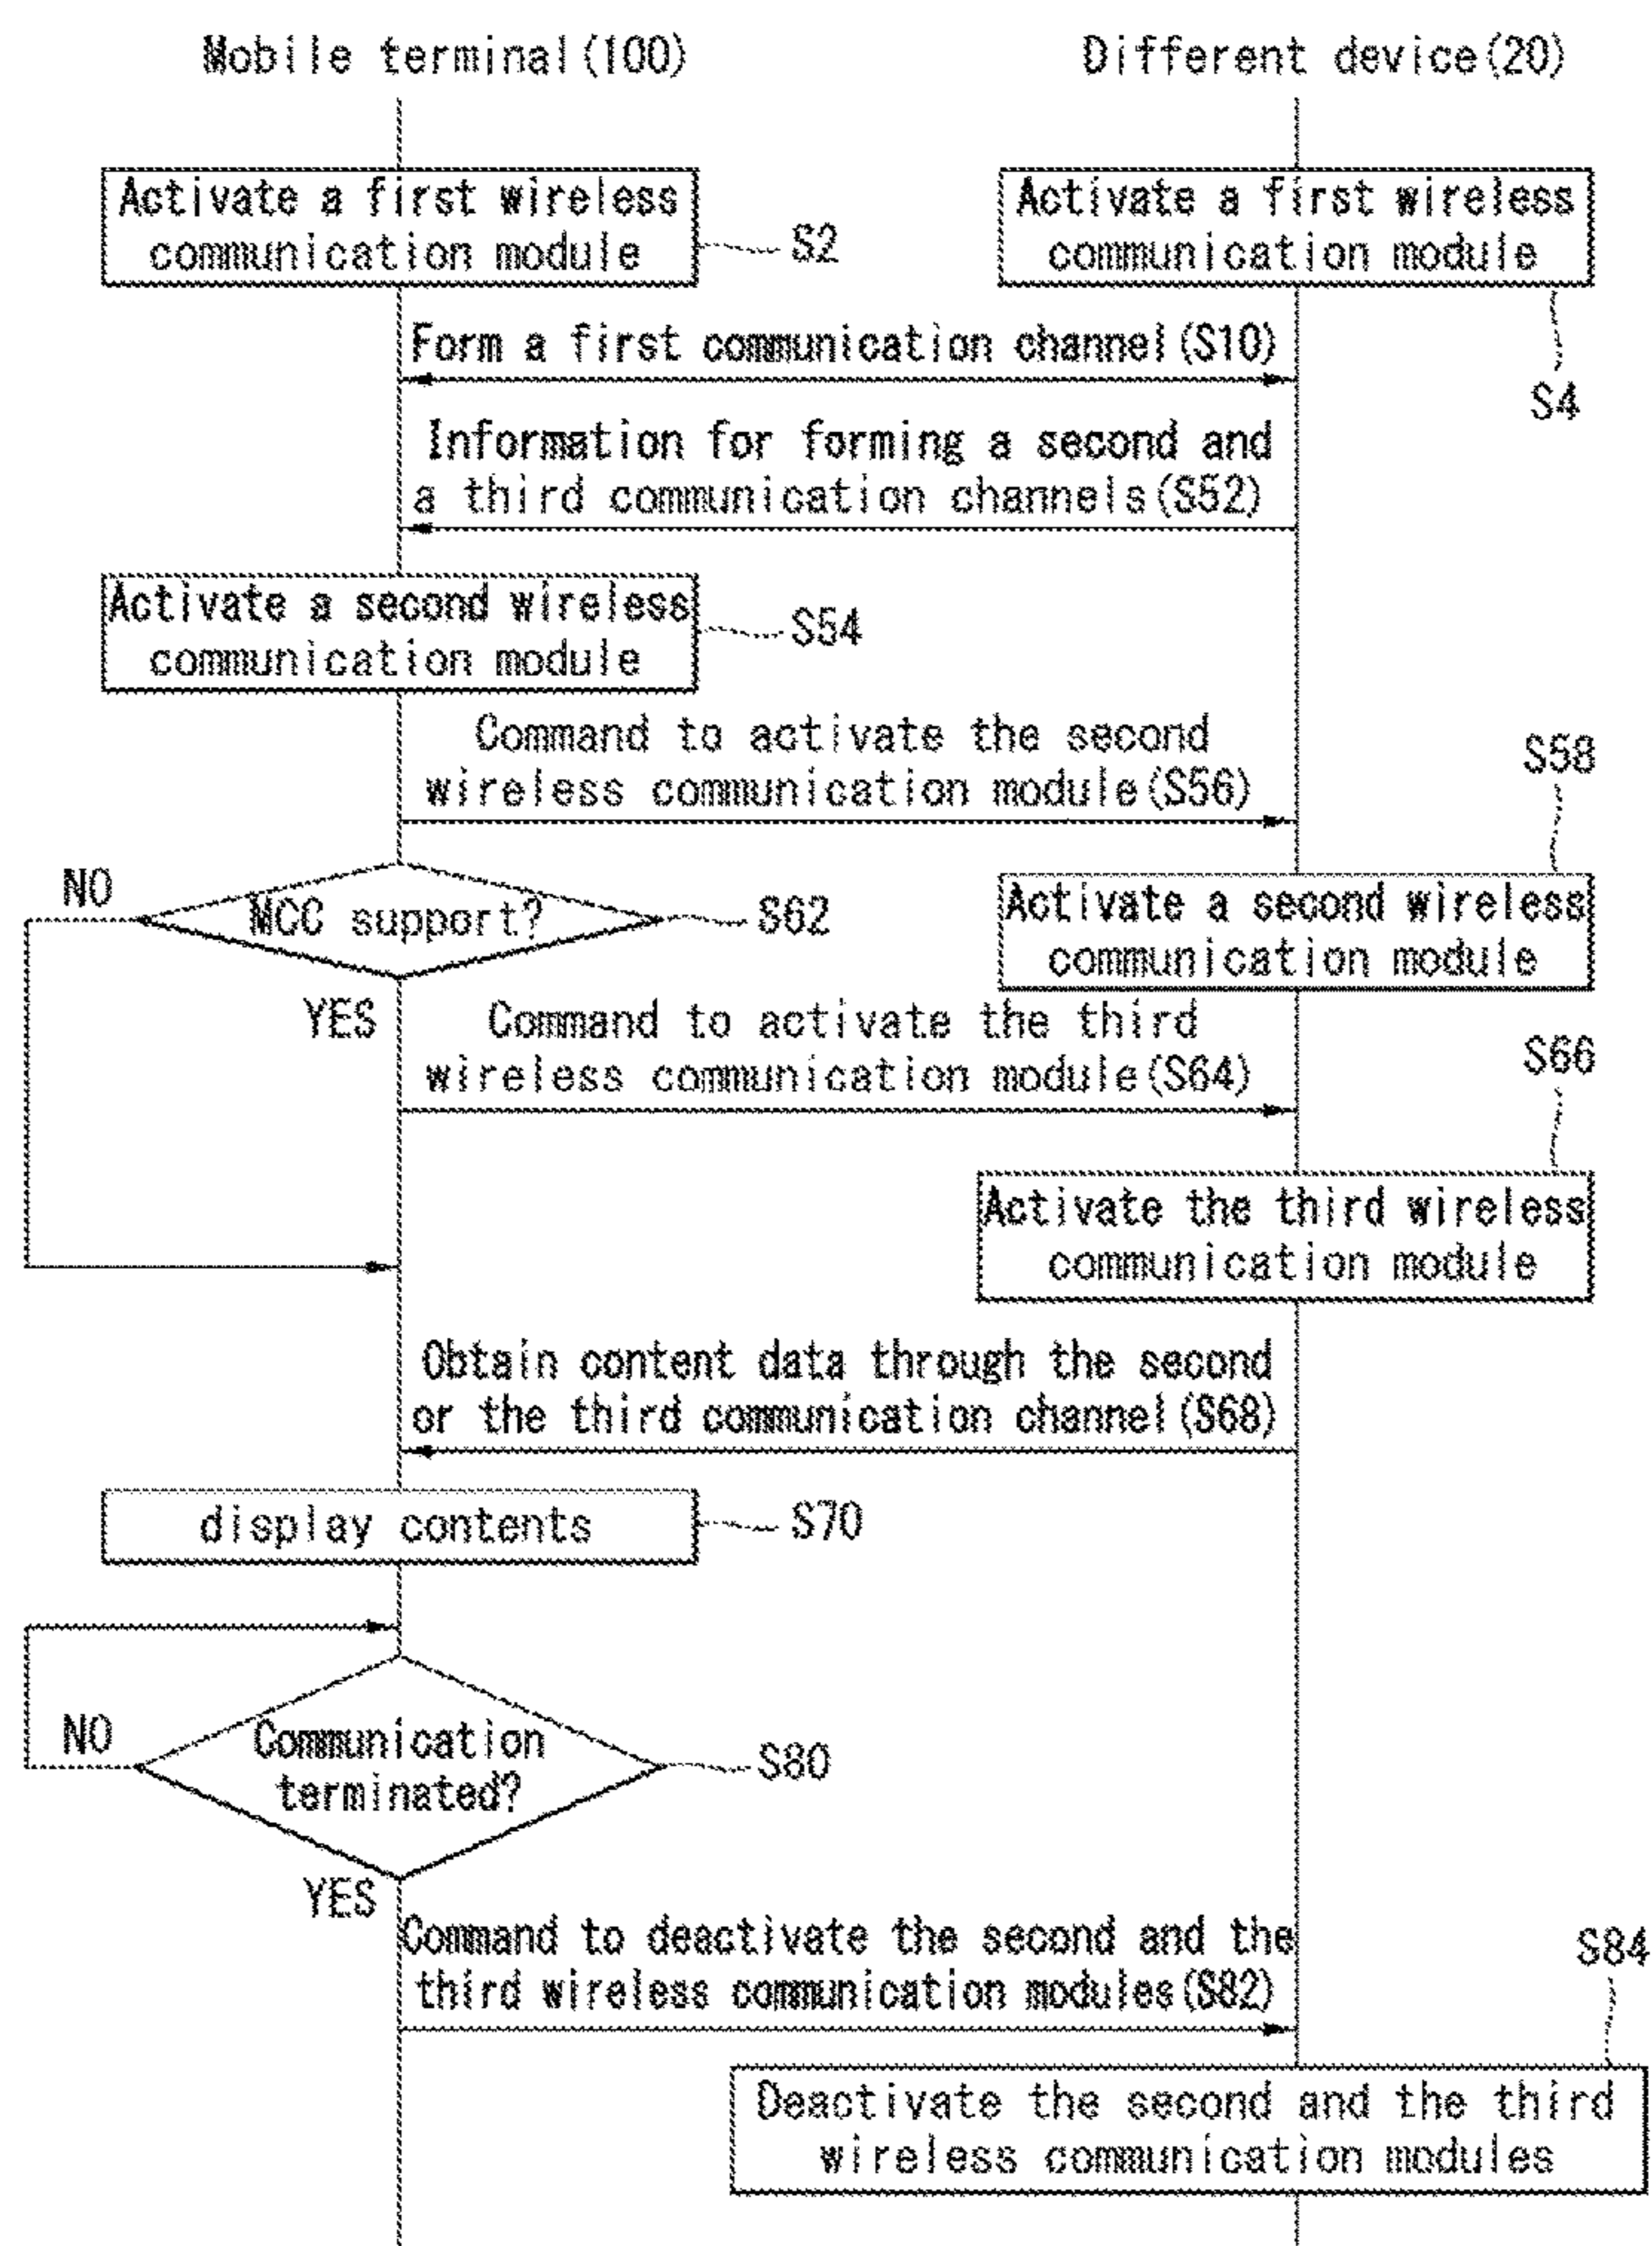 Mobile terminal(100)
Different device(20)
Activate a first wireless
communication module
S2
Activate a first wireless
communication module
S4
Form a first communication channel(S10)
Information for forming a second and
a third communication channels(S52)
Activate a second wireless
communication module
S54
Command to activate the second
wireless communication module(S56)
S58
NO
MCC support?
S62
Activate a second wireless
communication module
YES
Command to activate the third
wireless communication module(S64)
S66
Activate the third wireless
communication module
Obtain content data through the second
or the third communication channel(S68)
display contents
S70
NO
Communication
terminated?
S80
YES
Command to deactivate the second and the
third wireless communication modules(S82)
S84
Deactivate the second and the third
wireless communication modules